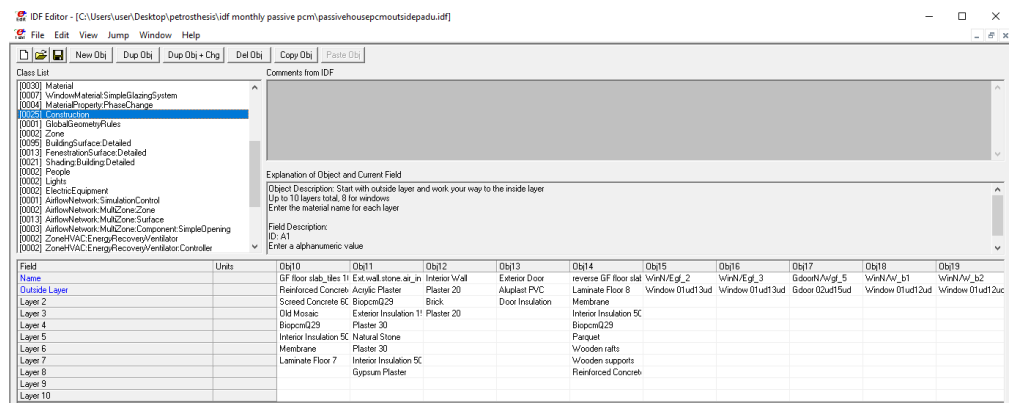 IDF Editor - [C:\Users\user\Desktop\petrosthesis\idf monthly passive pcm\passivehousepcmoutsidepadu.idf]
File Edit View Jump Window Help
New Obj Dup Obj Dup Obj + Chg Del Obj Copy Obj Paste Obj
Class List Comments from IDF
[0030] Material
[0007] WindowMaterial:SimpleGlazingSystem
[0004] MaterialProperty:PhaseChange
[0025] Construction
[0001] GlobalGeometryRules
[0002] Zone
[0095] BuildingSurface:Detailed
[0013] FenestrationSurface:Detailed
[0021] Shading:Building:Detailed
[0002] People
[0002] Lights
[0002] ElectricEquipment
[0001] AirflowNetwork:SimulationControl
[0002] AirflowNetwork:MultiZone:Zone
[0013] AirflowNetwork:MultiZone:Surface
[0003] AirflowNetwork:MultiZone:Component:SimpleOpening
[0002] ZoneHVAC:EnergyRecoveryVentilator
[0002] ZoneHVAC:EnergyRecoveryVentilator:Controller
Explanation of Object and Current Field
Object Description: Start with outside layer and work your way to the inside layer
Up to 10 layers total, 8 for windows
Enter the material name for each layer
Field Description:
ID: A1
Enter a alphanumeric value
Field Units Obj10 Obj11 Obj12 Obj13 Obj14 Obj15 Obj16 Obj17 Obj18 Obj19
Name GF floor slab_tiles 1 Ext.wall.stone.air_in Interior Wall Exterior Door reverse GF floor slab WinN/Egf_2 WinN/Egf_3 GdoorN/Wgf_5 WinN/W_b1 WinN/W_b2
Outside Layer Reinforced Concrete Acrylic Plaster Plaster 20 Aluplast PVC Laminate Floor 8 Window 01ud13ud Window 01ud13ud Gdoor 02ud15ud Window 01ud12ud Window 01ud12ud
Layer 2 Screed Concrete 60 BiopcmQ29 Brick Door Insulation Membrane
Layer 3 Old Mosaic Exterior Insulation 1 Plaster 20 Interior Insulation 50
Layer 4 BiopcmQ29 Plaster 30 BiopcmQ29
Layer 5 Interior Insulation 50 Natural Stone Parquet
Layer 6 Membrane Plaster 30 Wooden rafts
Layer 7 Laminate Floor 7 Interior Insulation 50 Wooden supports
Layer 8 Gypsum Plaster Reinforced Concrete
Layer 9
Layer 10